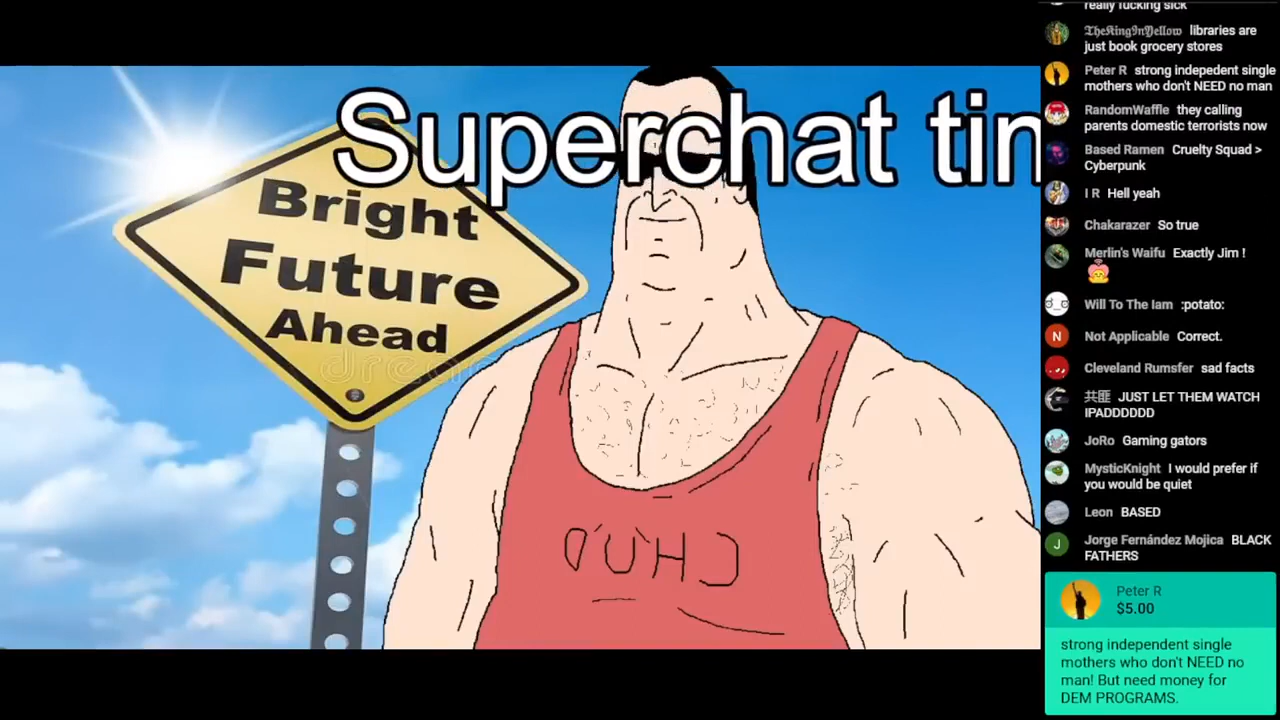 Superchat tim
Bright
Future
Ahead
CHUD
really fucking sick
𝕿𝖍𝖊𝕶𝖎𝖓𝖌𝕴𝖓𝖄𝖊𝖑𝖑𝖔𝖜 libraries are
just book grocery stores
Peter R strong indepedent single
mothers who don't NEED no man
RandomWaffle they calling
parents domestic terrorists now
Based Ramen Cruelty Squad >
Cyberpunk
I R Hell yeah
Chakarazer So true
Merlin's Waifu Exactly Jim !
Will To The Iam :potato:
N
Not Applicable Correct.
Cleveland Rumsfer sad facts
共匪 JUST LET THEM WATCH
IPADDDDDD
JoRo Gaming gators
MysticKnight I would prefer if
you would be quiet
Leon BASED
J
Jorge Fernández Mojica BLACK
FATHERS
Peter R
$5.00
strong independent single
mothers who don't NEED no
man! But need money for
DEM PROGRAMS.